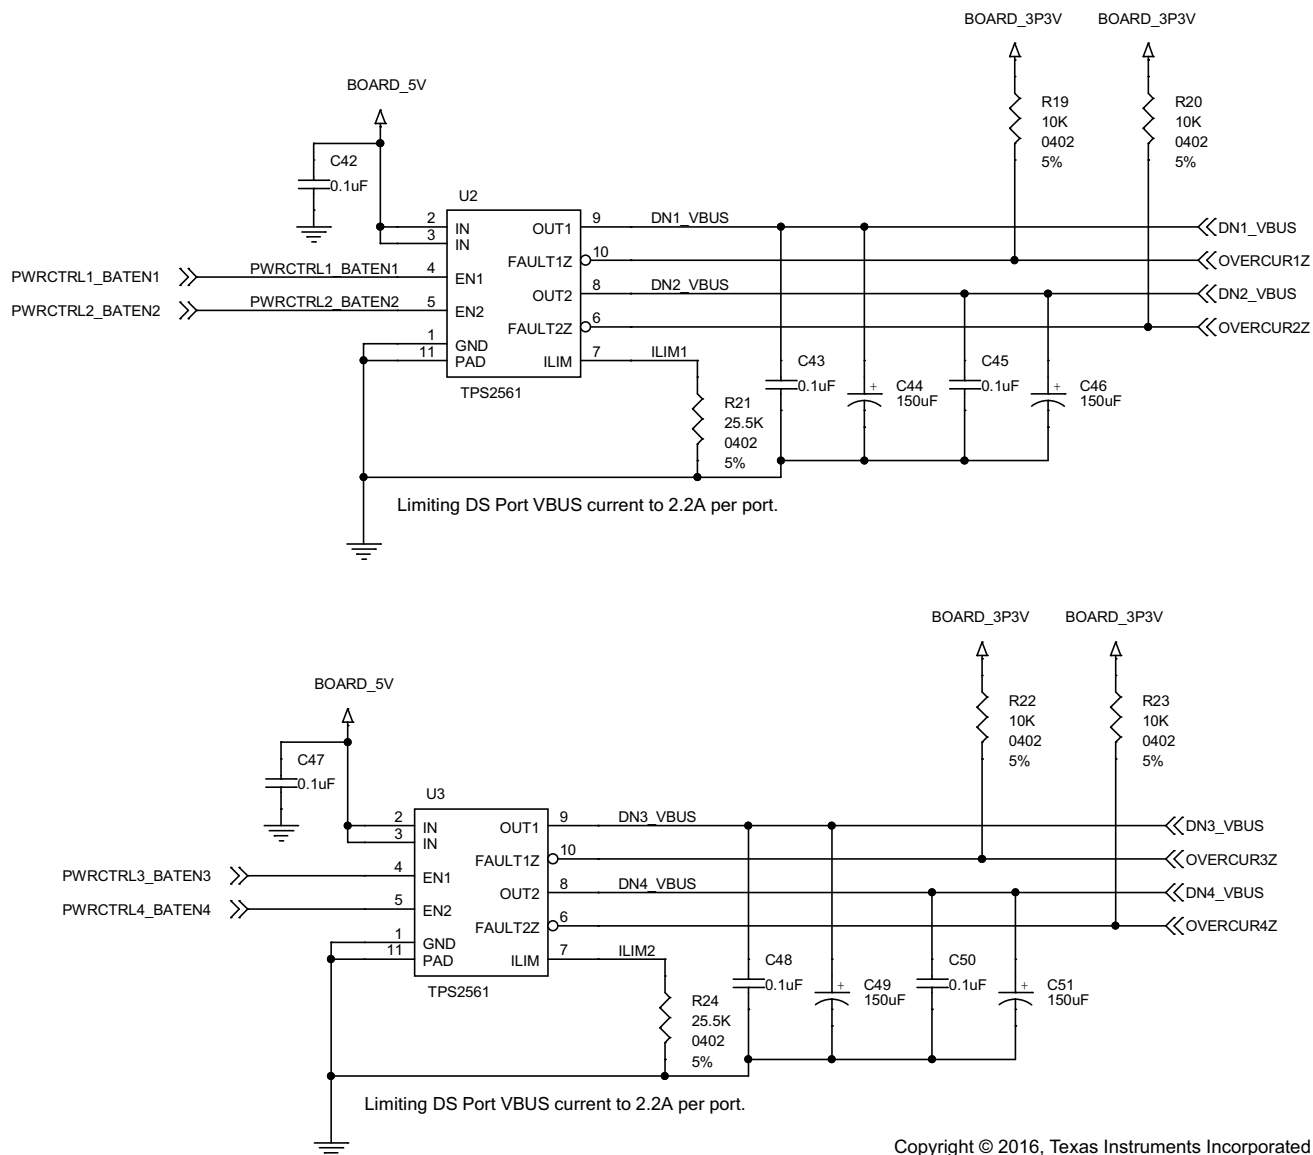 BOARD_3P3V BOARD_3P3V
BOARD_5V
R19
10K
0402
5%
R20
10K
0402
5%
C42
0.1uF
U2
2 IN
3 IN
4 EN1
5 EN2
1 GND
11 PAD
OUT1 9
FAULT1Z 10
OUT2 8
FAULT2Z 6
ILIM 7
TPS2561
PWRCTRL1_BATEN1 PWRCTRL1_BATEN1
PWRCTRL2_BATEN2 PWRCTRL2_BATEN2
DN1_VBUS DN1_VBUS
OVERCUR1Z
DN2_VBUS DN2_VBUS
OVERCUR2Z
ILIM1
R21
25.5K
0402
5%
C43
0.1uF
+
C44
150uF
C45
0.1uF
+
C46
150uF
Limiting DS Port VBUS current to 2.2A per port.
BOARD_3P3V BOARD_3P3V
BOARD_5V
R22
10K
0402
5%
R23
10K
0402
5%
C47
0.1uF
U3
2 IN
3 IN
4 EN1
5 EN2
1 GND
11 PAD
OUT1 9
FAULT1Z 10
OUT2 8
FAULT2Z 6
ILIM 7
TPS2561
PWRCTRL3_BATEN3
PWRCTRL4_BATEN4
DN3_VBUS DN3_VBUS
OVERCUR3Z
DN4_VBUS DN4_VBUS
OVERCUR4Z
ILIM2
R24
25.5K
0402
5%
C48
0.1uF
+
C49
150uF
C50
0.1uF
+
C51
150uF
Limiting DS Port VBUS current to 2.2A per port.
Copyright © 2016, Texas Instruments Incorporated